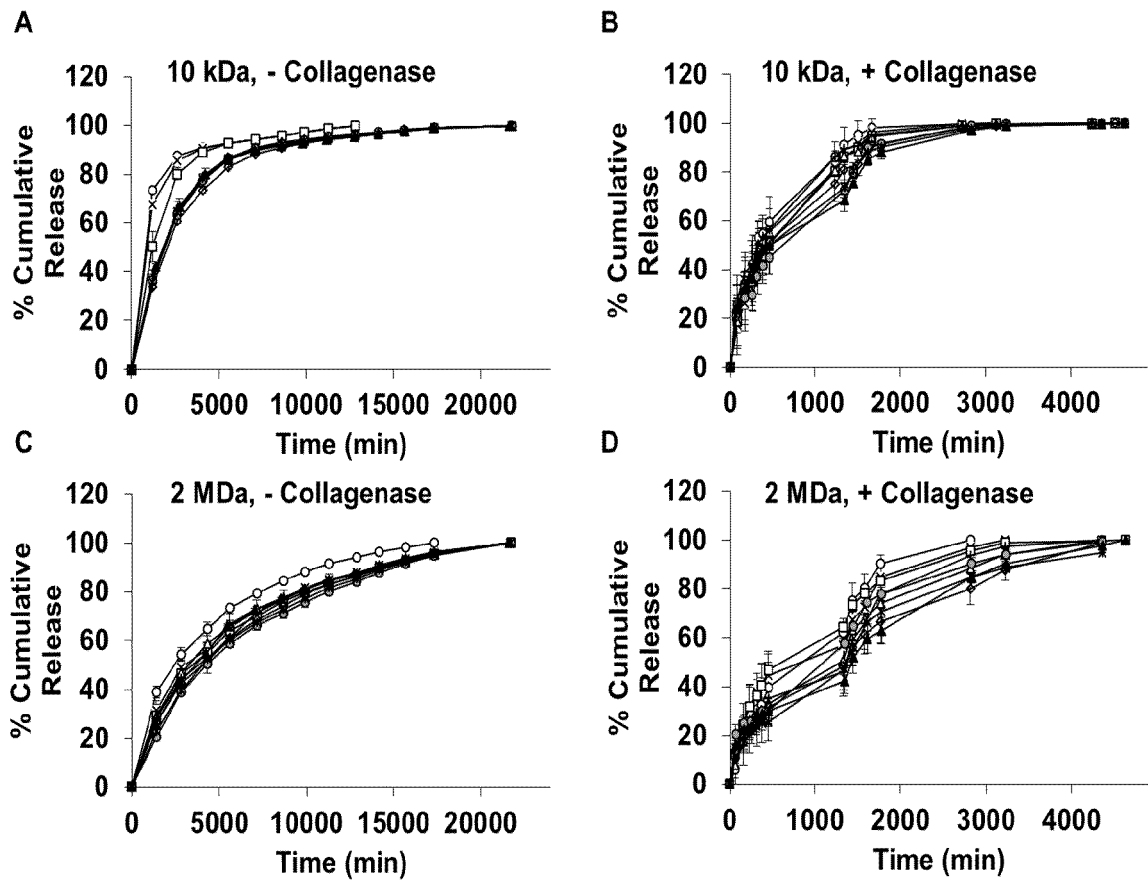 A
10 kDa, - Collagenase
% Cumulative
Release
120
100
80
60
40
20
0
0 5000 10000 15000 20000
Time (min)
B
10 kDa, + Collagenase
% Cumulative
Release
120
100
80
60
40
20
0
0 1000 2000 3000 4000
Time (min)
C
2 MDa, - Collagenase
% Cumulative
Release
120
100
80
60
40
20
0
0 5000 10000 15000 20000
Time (min)
D
2 MDa, + Collagenase
% Cumulative
Release
120
100
80
60
40
20
0
0 1000 2000 3000 4000
Time (min)